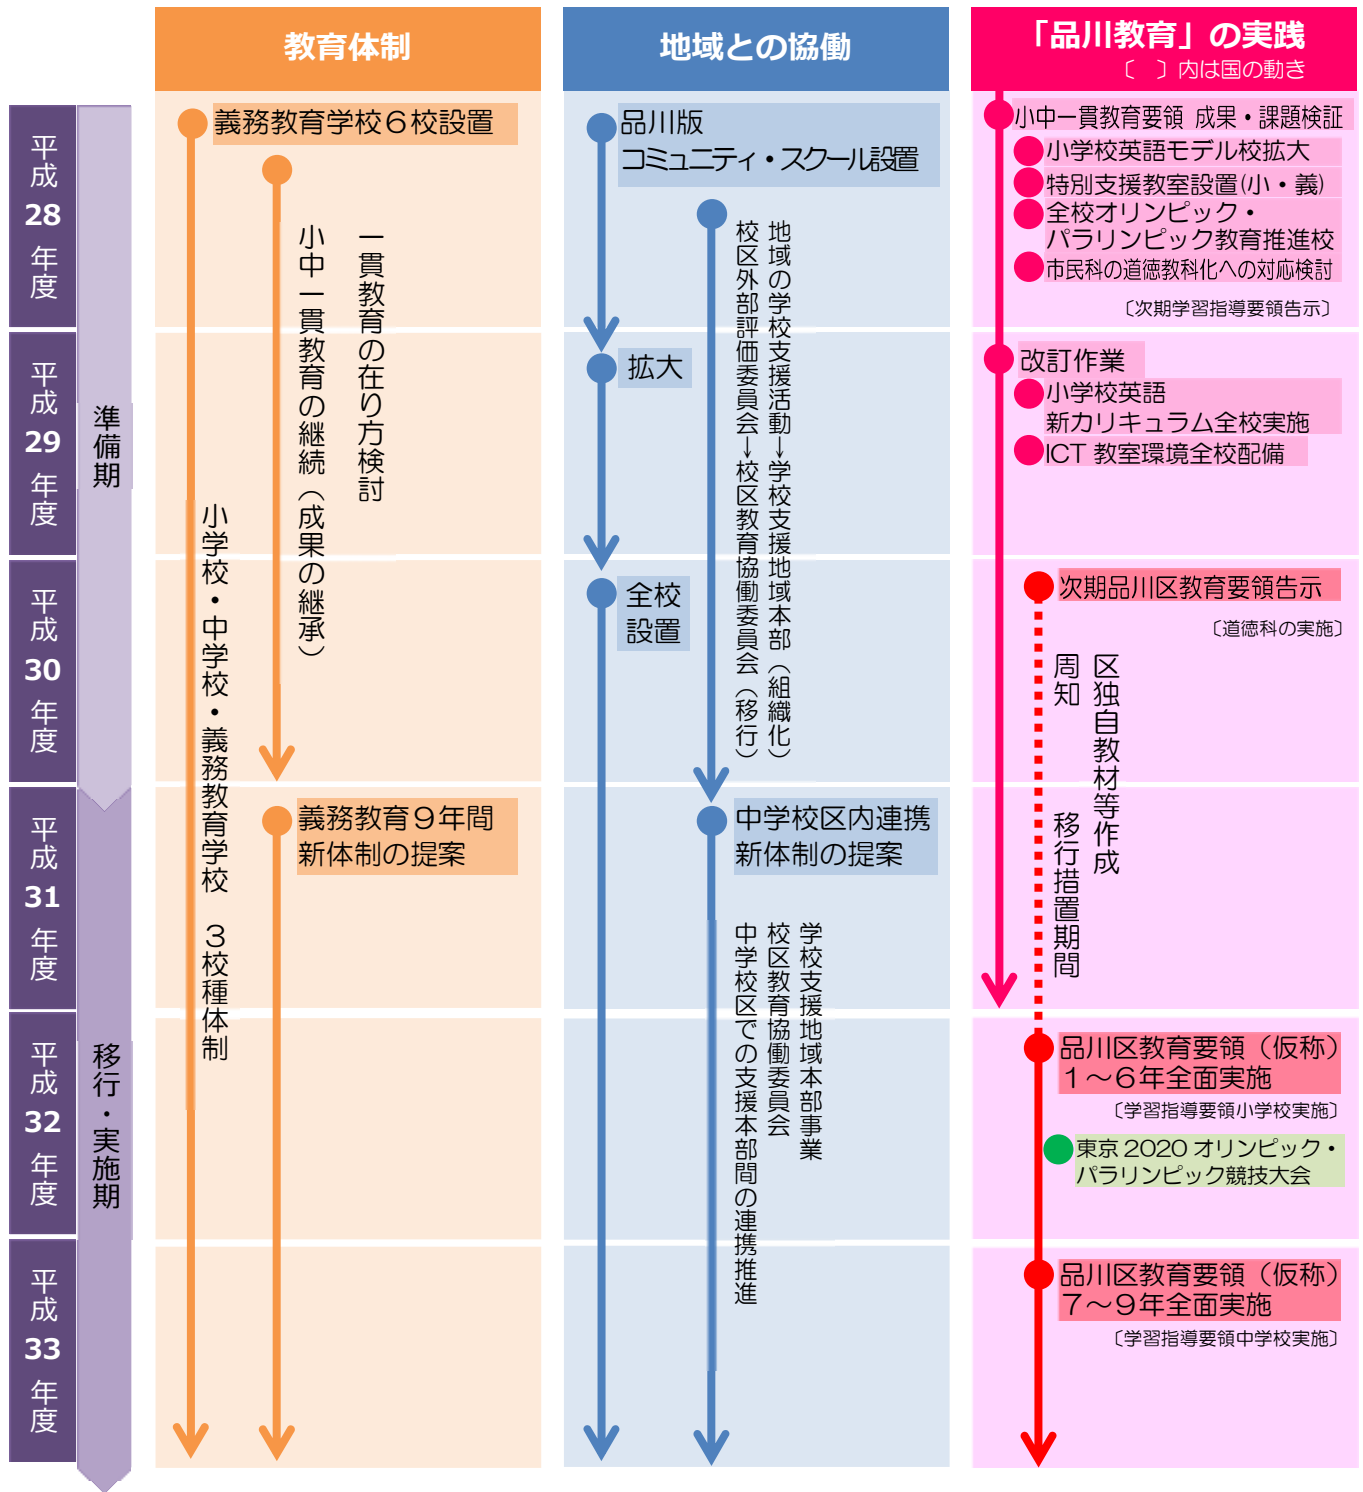 教育体制
地域との協働
「品川教育」の実践
〔　〕内は国の動き
平成28年度
平成29年度
平成30年度
平成31年度
平成32年度
平成33年度
準備期
移行・実施期
義務教育学校６校設置
一貫教育の在り方検討
小中一貫教育の継続（成果の継承）
小学校・中学校・義務教育学校　３校種体制
義務教育９年間
新体制の提案
品川版
コミュニティ・スクール設置
拡大
全校
設置
地域の学校支援活動→学校支援地域本部（組織化）
校区外部評価委員会→校区教育協働委員会（移行）
中学校区内連携
新体制の提案
学校支援地域本部事業
校区教育協働委員会
中学校区での支援本部間の連携推進
小中一貫教育要領 成果・課題検証
小学校英語モデル校拡大
特別支援教室設置(小・義)
全校オリンピック・
パラリンピック教育推進校
市民科の道徳教科化への対応検討
〔次期学習指導要領告示〕
改訂作業
小学校英語
新カリキュラム全校実施
ICT 教室環境全校配備
次期品川区教育要領告示
〔道徳科の実施〕
区独自教材等作成
周知　移行措置期間
品川区教育要領（仮称）
１～６年全面実施
〔学習指導要領小学校実施〕
東京 2020 オリンピック・
パラリンピック競技大会
品川区教育要領（仮称）
７～９年全面実施
〔学習指導要領中学校実施〕